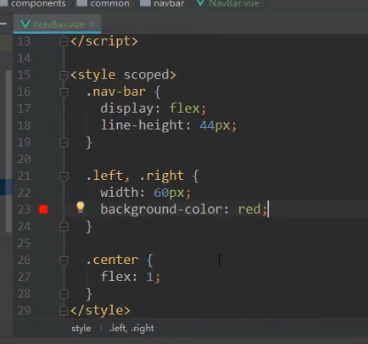 components common navbar NavBar.vue
NavBar.vue ×
13 </script>
14
15 <style scoped>
16 .nav-bar {
17 display: flex;
18 line-height: 44px;
19 }
20
21 .left, .right {
22 width: 60px;
23 background-color: red;
24 }
25
26 .center {
27 flex: 1;
28 }
29 </style>
style › .left, .right